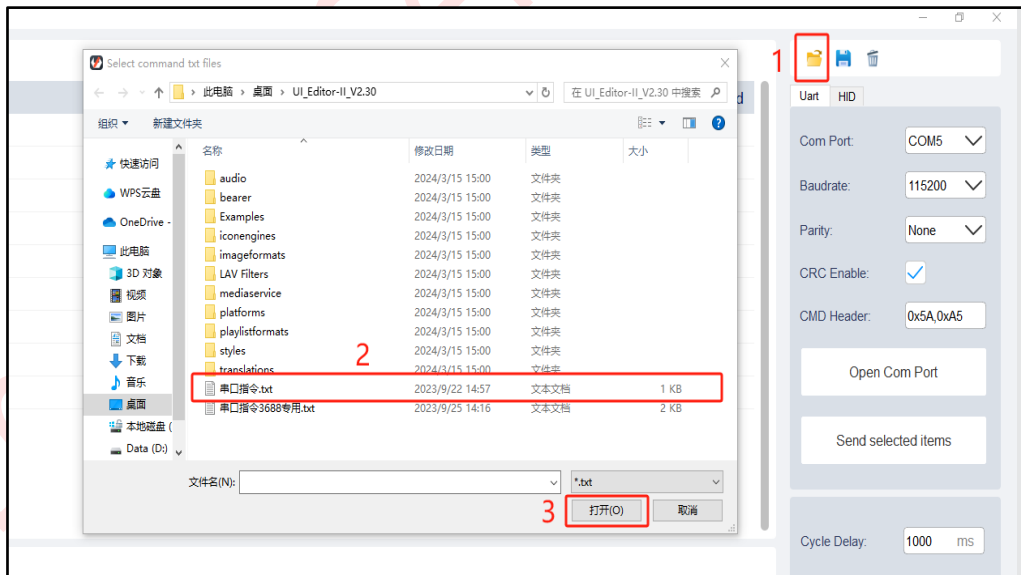 Select command txt files
此电脑 › 桌面 › UI_Editor-II_V2.30
在 UI_Editor-II_V2.30 中搜索
组织
新建文件夹
名称 修改日期 类型 大小
快速访问
WPS云盘
OneDrive -
此电脑
3D 对象
视频
图片
文档
下载
音乐
桌面
本地磁盘 (
Data (D:)
audio 2024/3/15 15:00 文件夹
bearer 2024/3/15 15:00 文件夹
Examples 2024/3/15 15:00 文件夹
iconengines 2024/3/15 15:00 文件夹
imageformats 2024/3/15 15:00 文件夹
LAV Filters 2024/3/15 15:00 文件夹
mediaservice 2024/3/15 15:00 文件夹
platforms 2024/3/15 15:00 文件夹
playlistformats 2024/3/15 15:00 文件夹
styles 2024/3/15 15:00 文件夹
translations 2024/3/15 15:00 文件夹
2
串口指令.txt 2023/9/22 14:57 文本文档 1 KB
串口指令3688专用.txt 2023/9/25 14:16 文本文档 2 KB
文件名(N):
*.txt
3
打开(O)
取消
d
1
Uart HID
Com Port: COM5
Baudrate: 115200
Parity: None
CRC Enable:
CMD Header: 0x5A,0xA5
Open Com Port
Send selected items
Cycle Delay: 1000 ms